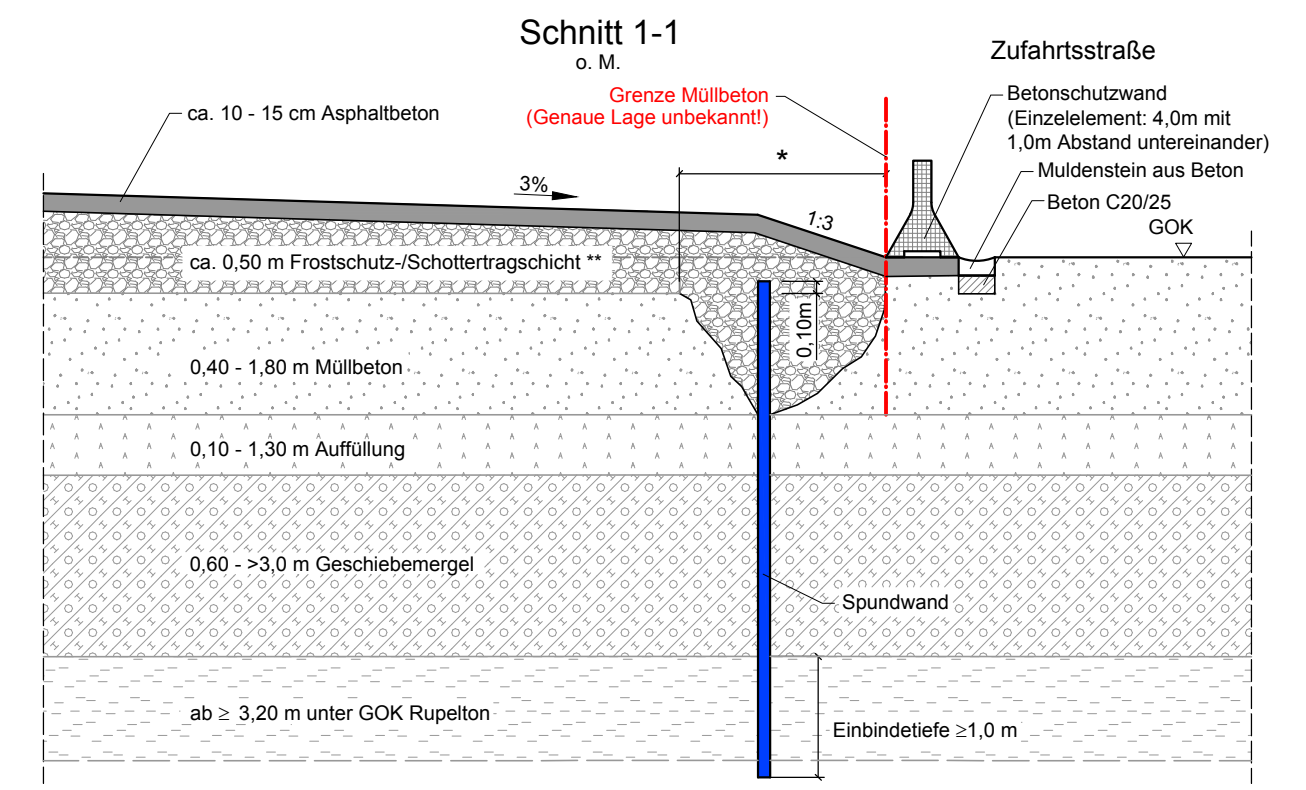 Schnitt 1-1
o. M.
Zufahrtsstraße
Grenze Müllbeton
(Genaue Lage unbekannt!)
Betonschutzwand
(Einzelelement: 4,0m mit
1,0m Abstand untereinander)
ca. 10 - 15 cm Asphaltbeton
*
Muldenstein aus Beton
3%
Beton C20/25
1:3
GOK
ca. 0,50 m Frostschutz-/Schottertragschicht **
0,10m
0,40 - 1,80 m Müllbeton
0,10 - 1,30 m Auffüllung
0,60 - >3,0 m Geschiebemergel
Spundwand
ab ≥ 3,20 m unter GOK Rupelton
Einbindetiefe ≥1,0 m